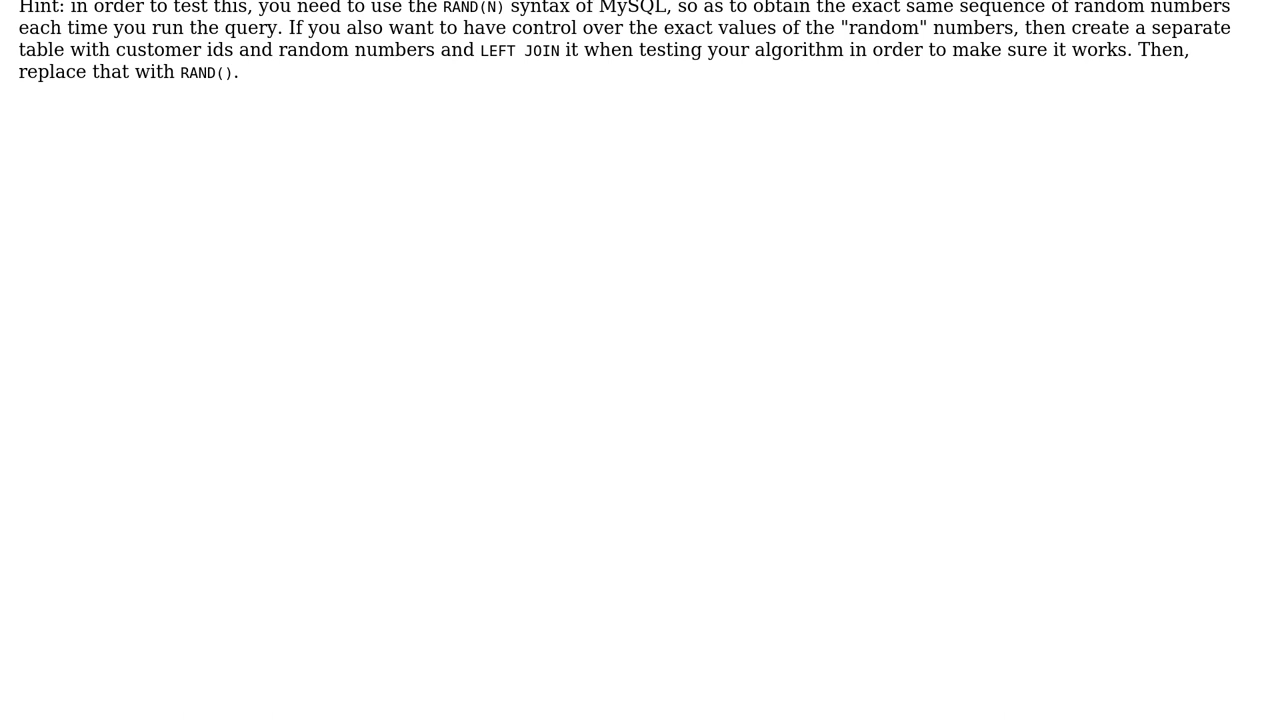 Hint: in order to test this, you need to use the RAND(N) syntax of MySQL, so as to obtain the exact same sequence of random numbers
each time you run the query. If you also want to have control over the exact values of the "random" numbers, then create a separate
table with customer ids and random numbers and LEFT JOIN it when testing your algorithm in order to make sure it works. Then,
replace that with RAND().